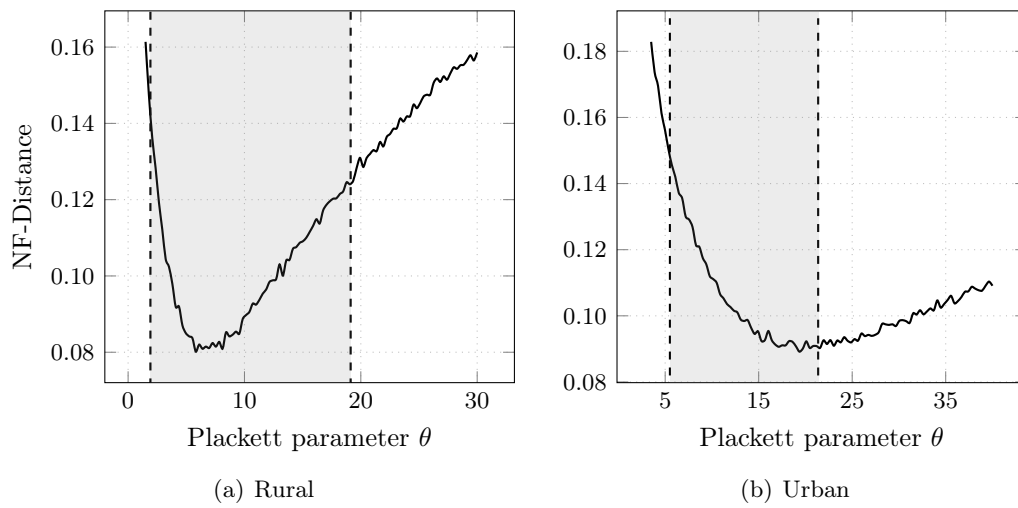 0.16
0.14
0.12
0.10
0.08
NF-Distance
0 10 20 30
Plackett parameter θ
(a) Rural
0.18
0.16
0.14
0.12
0.10
0.08
5 15 25 35
Plackett parameter θ
(b) Urban